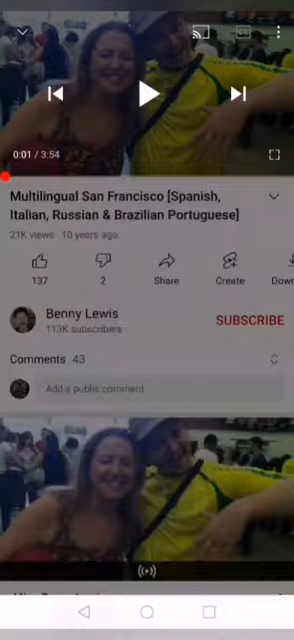 0:01 / 3:54
Multilingual San Francisco [Spanish,
Italian, Russian & Brazilian Portuguese]
21K views · 10 years ago
137
2
Share
Create
Down
Benny Lewis
113K subscribers
SUBSCRIBE
Comments 43
Add a public comment